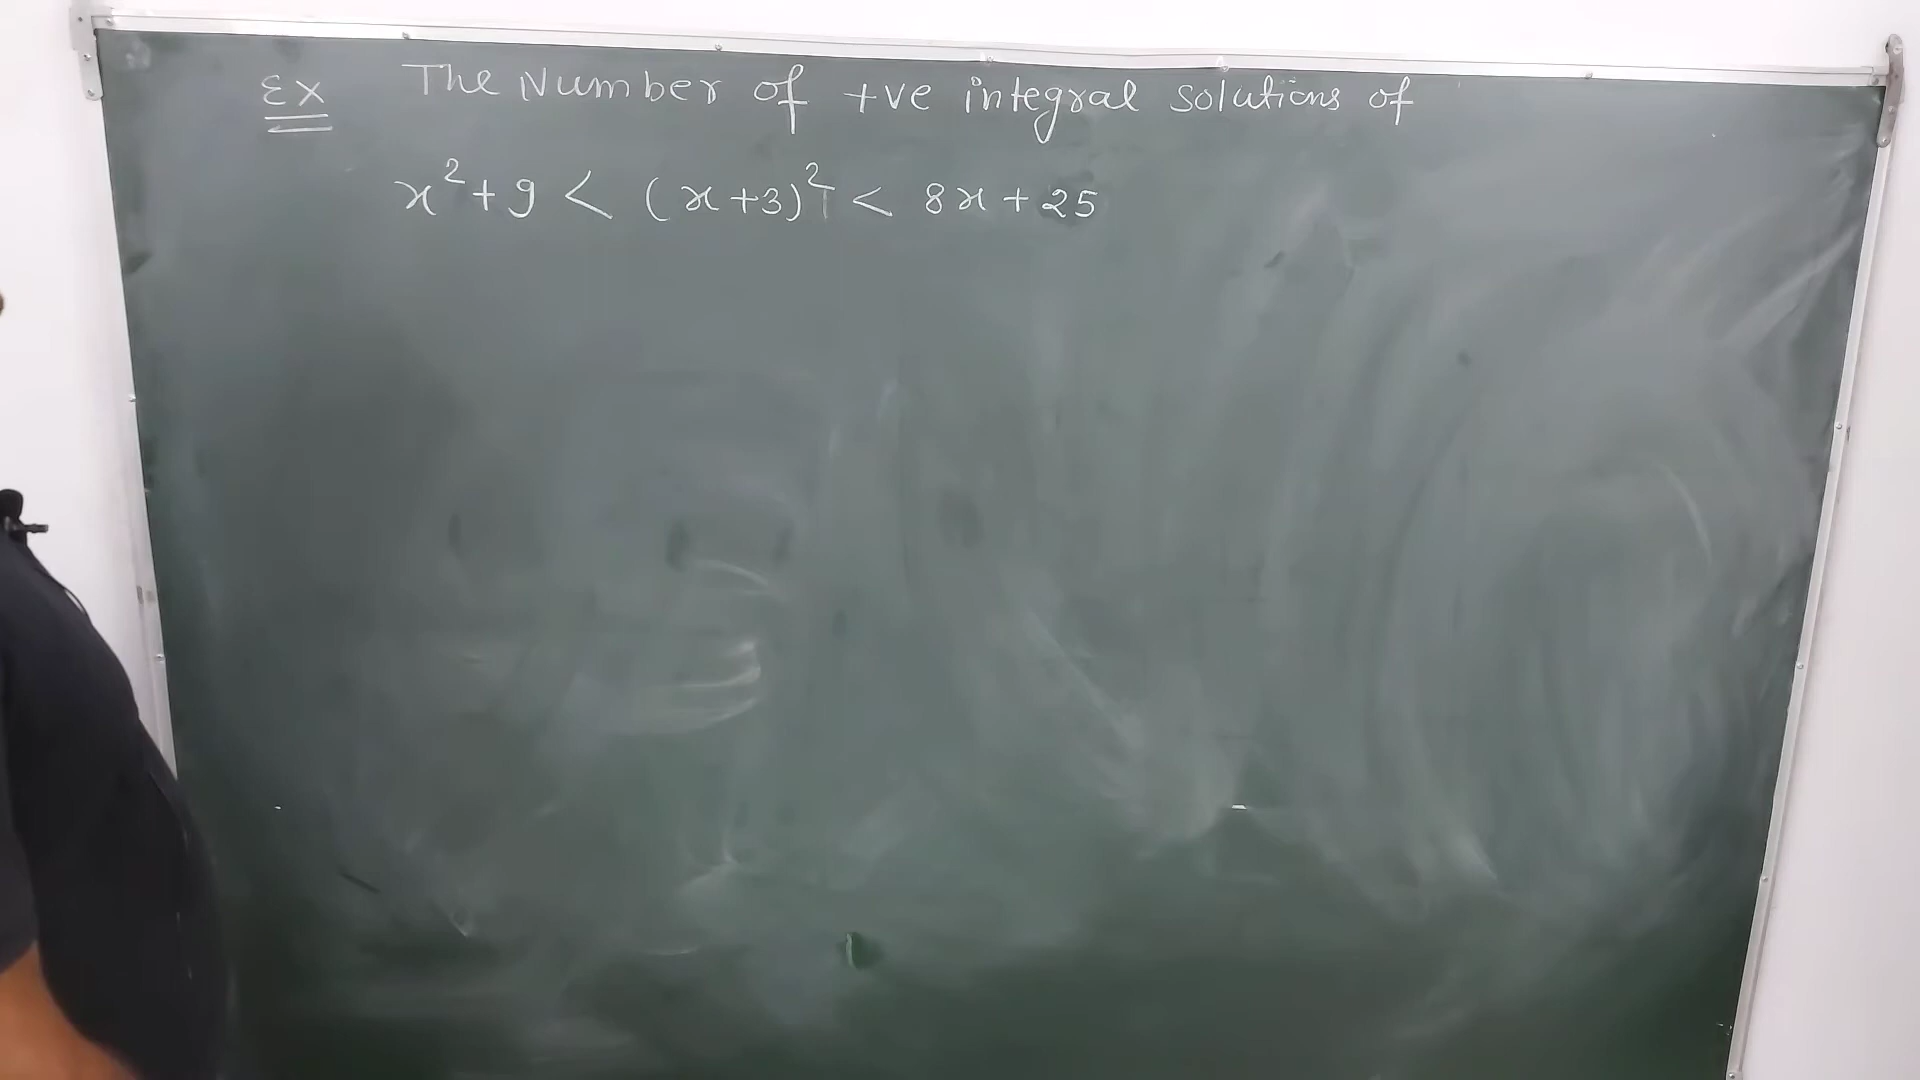 Ex The Number of +ve integral solutions of
x²+9 < (x+3)² < 8x+25